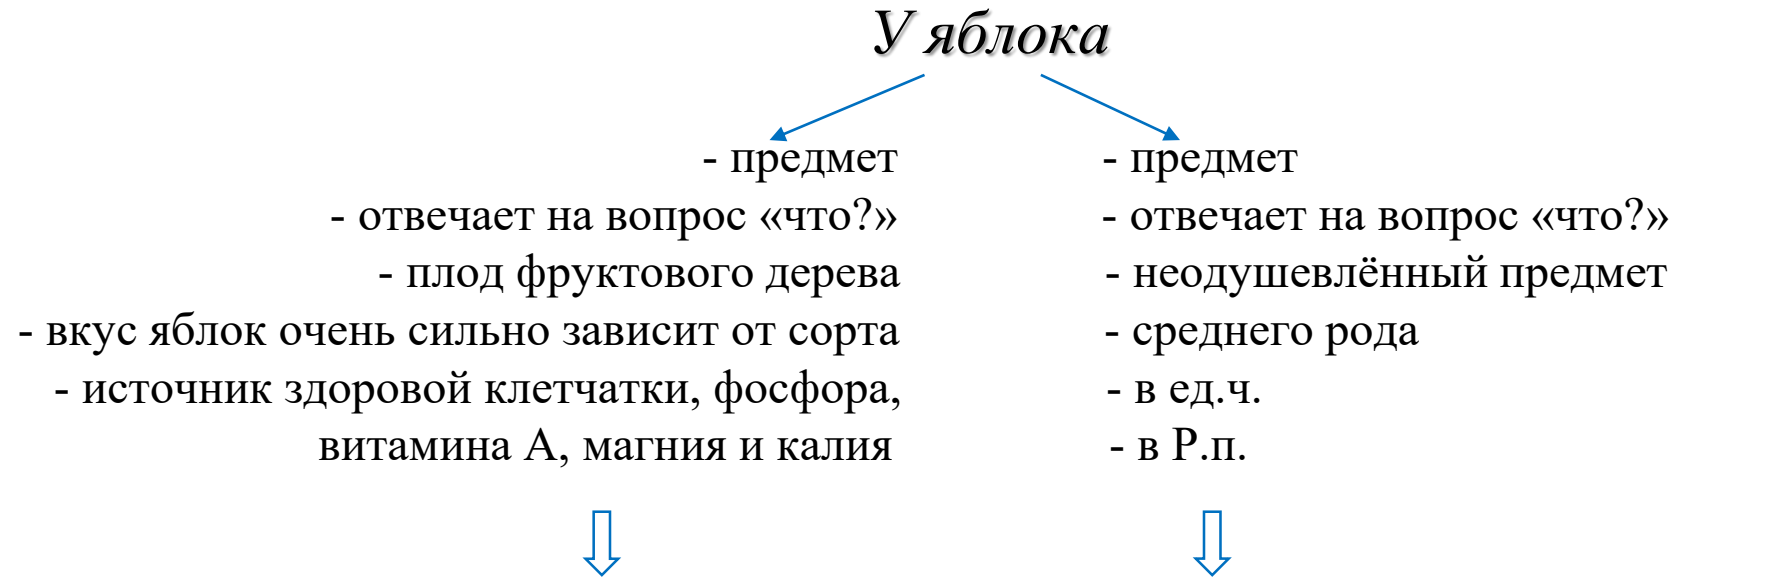 У яблока
- предмет
- отвечает на вопрос «что?»
- плод фруктового дерева
- вкус яблок очень сильно зависит от сорта
- источник здоровой клетчатки, фосфора,
витамина А, магния и калия
- предмет
- отвечает на вопрос «что?»
- неодушевлённый предмет
- среднего рода
- в ед.ч.
- в Р.п.